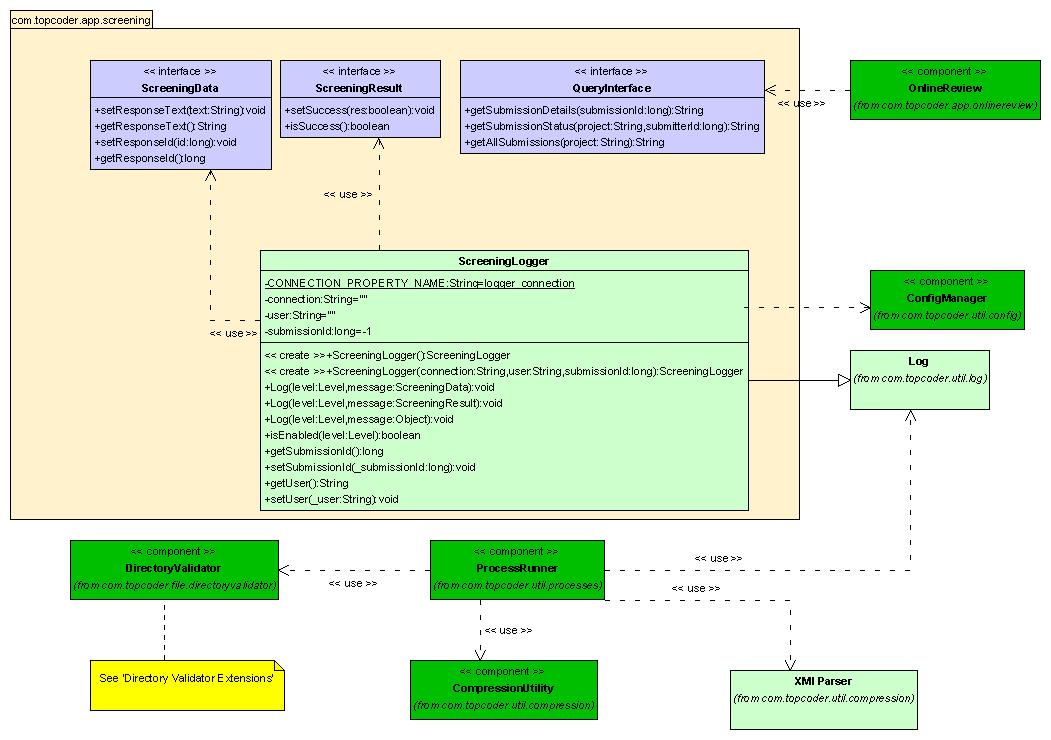 com.topcoder.app.screening
<< interface >>
ScreeningData
+setResponseText(text:String):void
+getResponseText():String
+setResponseId(id:long):void
+getResponseId():long
<< interface >>
ScreeningResult
+setSuccess(res:boolean):void
+isSuccess():boolean
<< interface >>
QueryInterface
+getSubmissionDetails(submissionId:long):String
+getSubmissionStatus(project:String,submitterId:long):String
+getAllSubmissions(project:String):String
<< component >>
OnlineReview
(from com.topcoder.app.onlinereview)
<< use >>
<< use >>
<< use >>
ScreeningLogger
-CONNECTION_PROPERTY_NAME:String=logger_connection
-connection:String=""
-user:String=""
-submissionId:long=-1
<< create >>+ScreeningLogger():ScreeningLogger
<< create >>+ScreeningLogger(connection:String,user:String,submissionId:long):ScreeningLogger
+Log(level:Level,message:ScreeningData):void
+Log(level:Level,message:ScreeningResult):void
+Log(level:Level,message:Object):void
+isEnabled(level:Level):boolean
+getSubmissionId():long
+setSubmissionId(_submissionId:long):void
+getUser():String
+setUser(_user:String):void
<< component >>
ConfigManager
(from com.topcoder.util.config)
Log
(from com.topcoder.util.log)
<< component >>
DirectoryValidator
(from com.topcoder.file.directoryvalidator)
<< use >>
<< component >>
ProcessRunner
(from com.topcoder.util.processes)
<< use >>
<< use >>
<< use >>
See 'Directory Validator Extensions'
<< component >>
CompressionUtility
(from com.topcoder.util.compression)
XMI Parser
(from com.topcoder.util.compression)